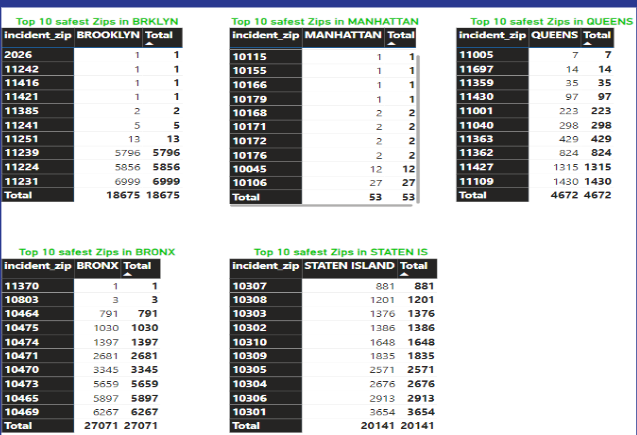 Top 10 safest Zips in BRKLYN
incident_zip BROOKLYN Total
2026 1 1
11242 1 1
11416 1 1
11421 1 1
11385 2 2
11241 5 5
11251 13 13
11239 5796 5796
11224 5856 5856
11231 6999 6999
Total 18675 18675
Top 10 safest Zips in MANHATTAN
incident_zip MANHATTAN Total
10115 1 1
10155 1 1
10166 1 1
10179 1 1
10168 2 2
10171 2 2
10172 2 2
10176 2 2
10045 12 12
10106 27 27
Total 53 53
Top 10 safest Zips in QUEENS
incident_zip QUEENS Total
11005 7 7
11697 14 14
11359 35 35
11430 97 97
11001 223 223
11040 298 298
11363 429 429
11362 824 824
11427 1315 1315
11109 1430 1430
Total 4672 4672
Top 10 safest Zips in BRONX
incident_zip BRONX Total
11370 1 1
10803 3 3
10464 791 791
10475 1030 1030
10474 1397 1397
10471 2681 2681
10470 3345 3345
10473 5659 5659
10465 5897 5897
10469 6267 6267
Total 27071 27071
Top 10 safest Zips in STATEN IS
incident_zip STATEN ISLAND Total
10307 881 881
10308 1201 1201
10303 1376 1376
10302 1386 1386
10310 1648 1648
10309 1835 1835
10305 2571 2571
10304 2676 2676
10306 2913 2913
10301 3654 3654
Total 20141 20141